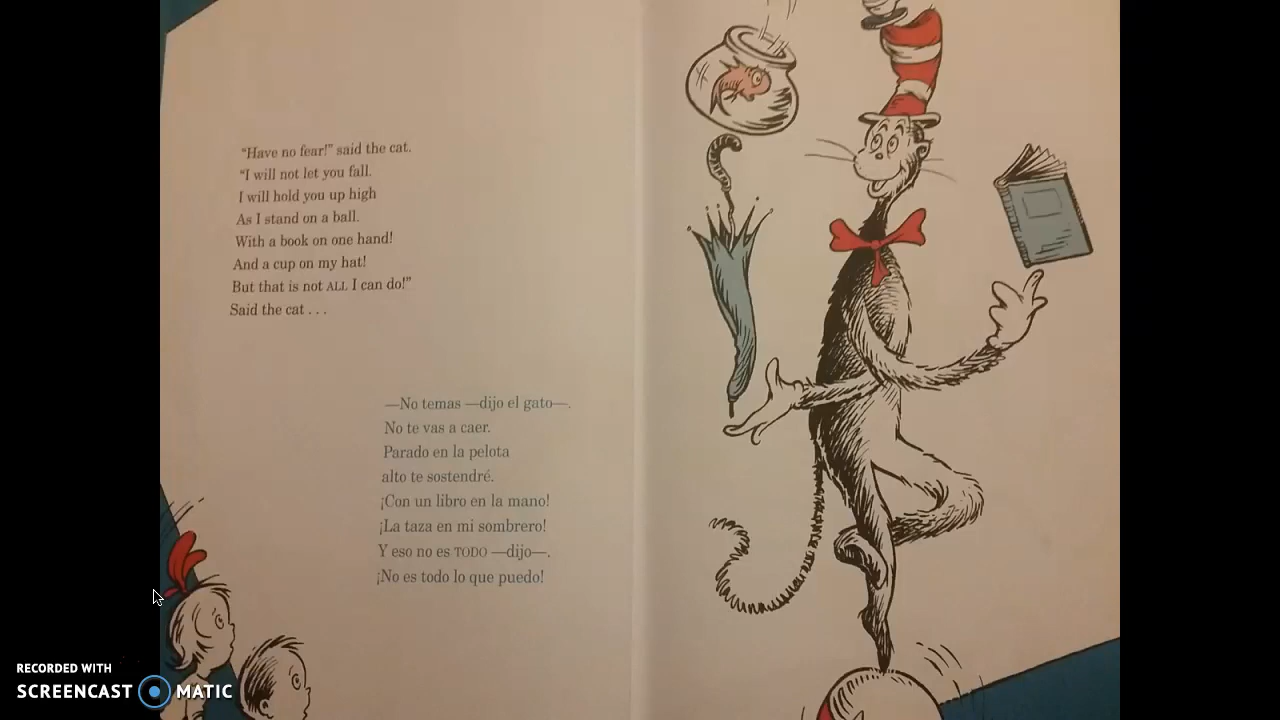 “Have no fear!” said the cat.
“I will not let you fall.
I will hold you up high
As I stand on a ball.
With a book on one hand!
And a cup on my hat!
But that is not ALL I can do!”
Said the cat . . .
—No temas —dijo el gato—.
No te vas a caer.
Parado en la pelota
alto te sostendré.
¡Con un libro en la mano!
¡La taza en mi sombrero!
Y eso no es TODO —dijo—.
¡No es todo lo que puedo!
RECORDED WITH
SCREENCAST MATIC